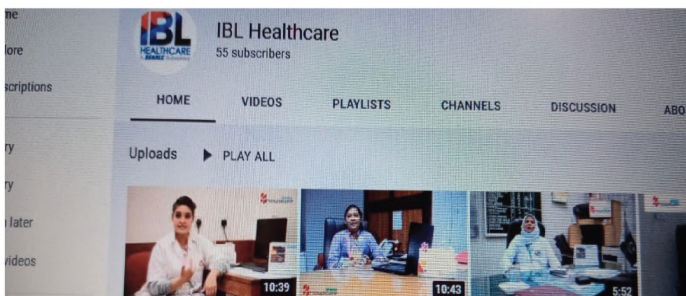 me
lore
scriptions
ry
ry
later
videos
IBL
HEALTHCARE
IBL Healthcare
55 subscribers
HOME VIDEOS PLAYLISTS CHANNELS DISCUSSION ABO
Uploads ▶ PLAY ALL
10:39
10:43
5:52